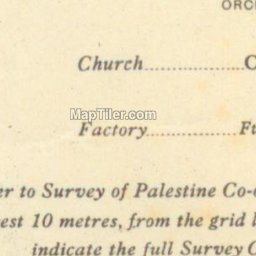 ORC
Church.................C
MapTiler.com
Factory.................Fu
er to Survey of Palestine Co-o
est 10 metres, from the grid l
indicate the full Survey C